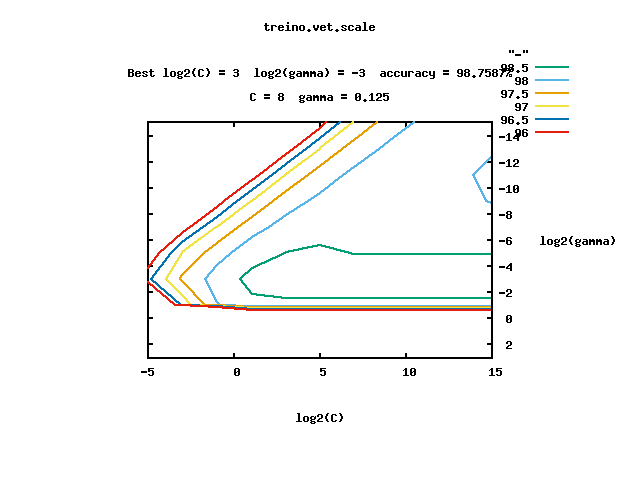 treino.vet.scale
"-"
Best log2(C) = 3  log2(gamma) = -3  accuracy = 98.7587%
98.5
98
C = 8  gamma = 0.125
97.5
97
96.5
96
-14
-12
-10
-8
-6
log2(gamma)
-4
-2
0
2
-5 0 5 10 15
log2(C)